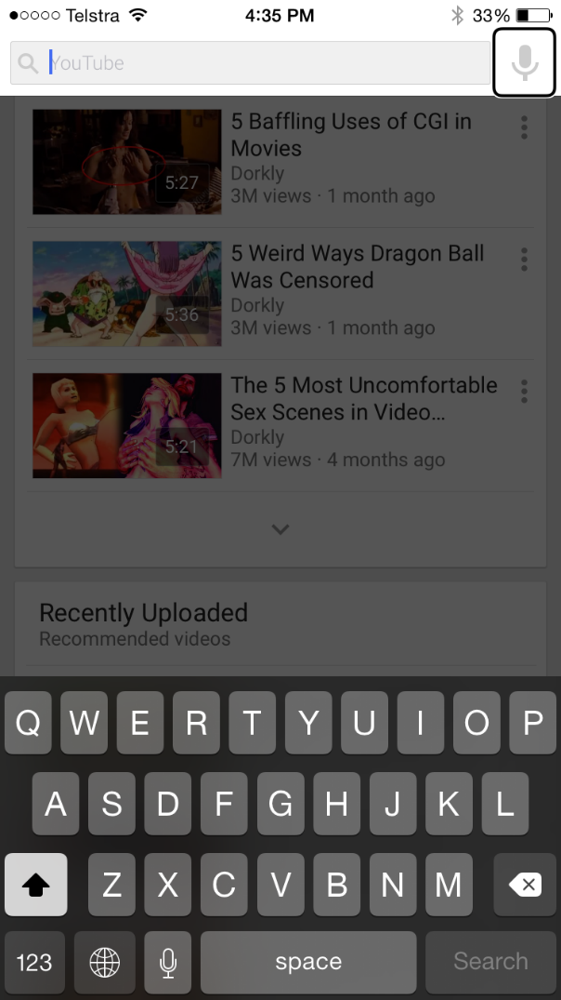 Telstra 4:35 PM 33%
YouTube
5 Baffling Uses of CGI in
Movies
Dorkly
3M views · 1 month ago
5:27
5 Weird Ways Dragon Ball
Was Censored
Dorkly
3M views · 1 month ago
5:36
The 5 Most Uncomfortable
Sex Scenes in Video...
Dorkly
7M views · 4 months ago
5:21
Recently Uploaded
Recommended videos
Q W E R T Y U I O P
A S D F G H J K L
Z X C V B N M
123 space Search